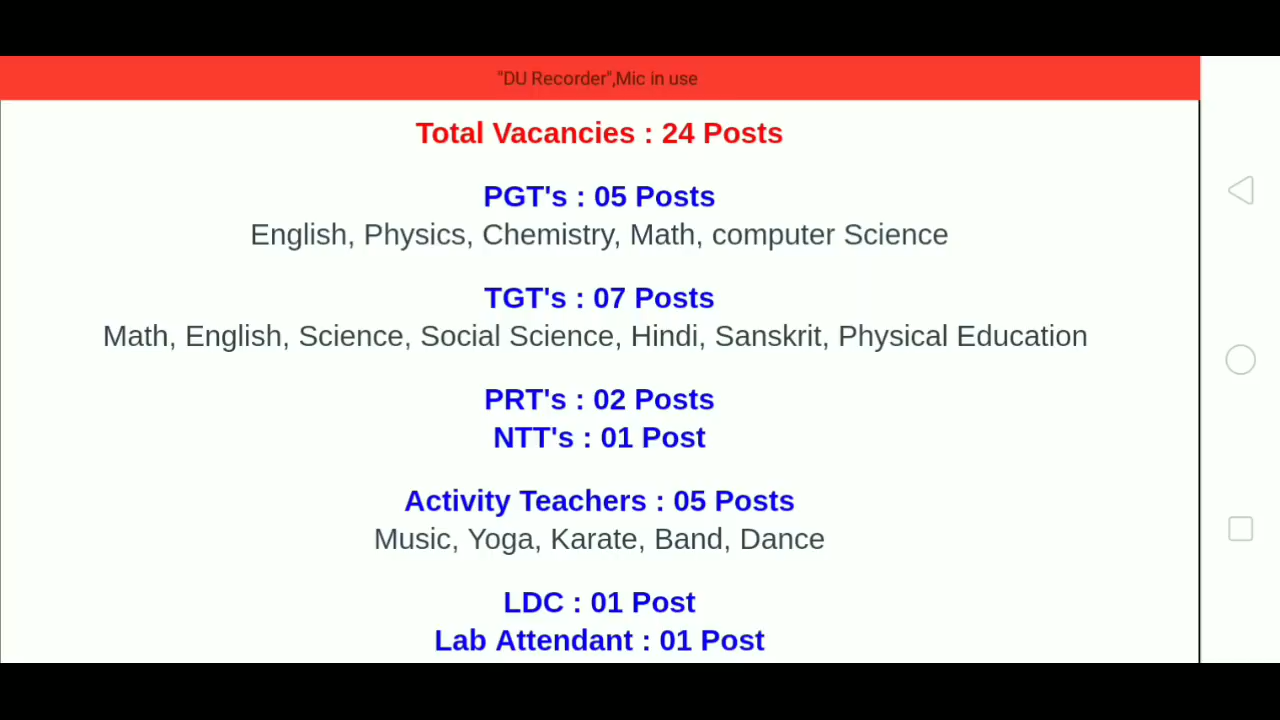 "DU Recorder",Mic in use
Total Vacancies : 24 Posts
PGT's : 05 Posts
English, Physics, Chemistry, Math, computer Science
TGT's : 07 Posts
Math, English, Science, Social Science, Hindi, Sanskrit, Physical Education
PRT's : 02 Posts
NTT's : 01 Post
Activity Teachers : 05 Posts
Music, Yoga, Karate, Band, Dance
LDC : 01 Post
Lab Attendant : 01 Post